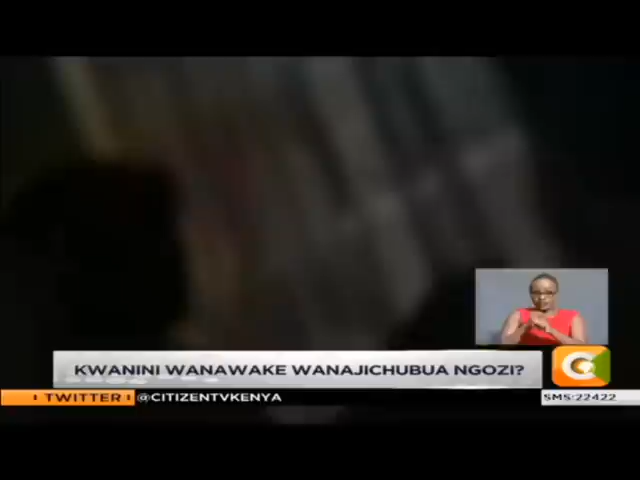 KWANINI WANAWAKE WANAJICHUBUA NGOZI?
TWITTER @CITIZENTVKENYA
SMS:22422